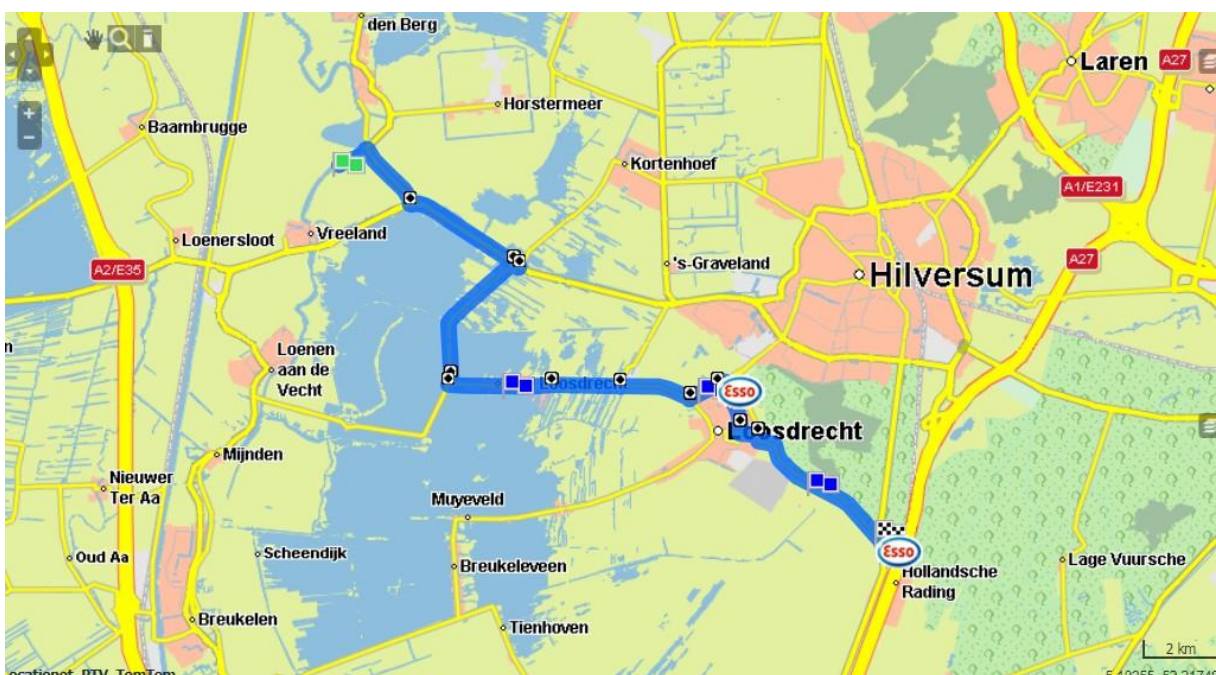 den Berg
Laren
A27
Horstermeer
Baambrugge
Kortenhoef
A1/E231
Vreeland
Loenersloot
's-Graveland
A27
A2/E35
Hilversum
Loenen
aan de
Vecht
Loosdrecht
Esso
Loosdrecht
Mijnden
Nieuwer
Ter Aa
Muyeveld
Oud Aa
Scheendijk
Breukeleveen
Esso
Lage Vuursche
Hollandsche
Rading
Breukelen
Tienhoven
2 km